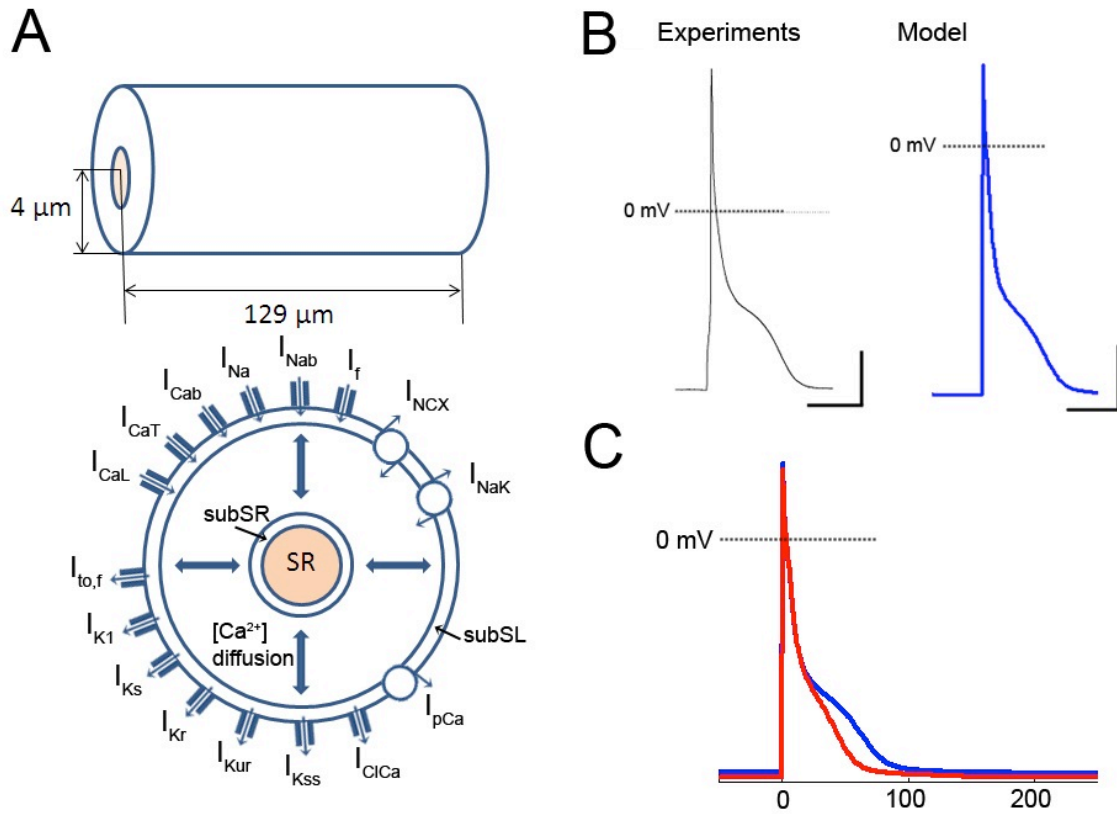 A
4 μm
129 μm
I_Nab
I_Na
I_f
I_Cab
I_NCX
I_CaT
I_CaL
I_NaK
subSR
SR
I_to,f
[Ca²⁺]
diffusion
subSL
I_K1
I_Ks
I_Kr
I_Kur
I_Kss
I_ClCa
I_pCa
B
Experiments
Model
0 mV
0 mV
C
0 mV
0
100
200